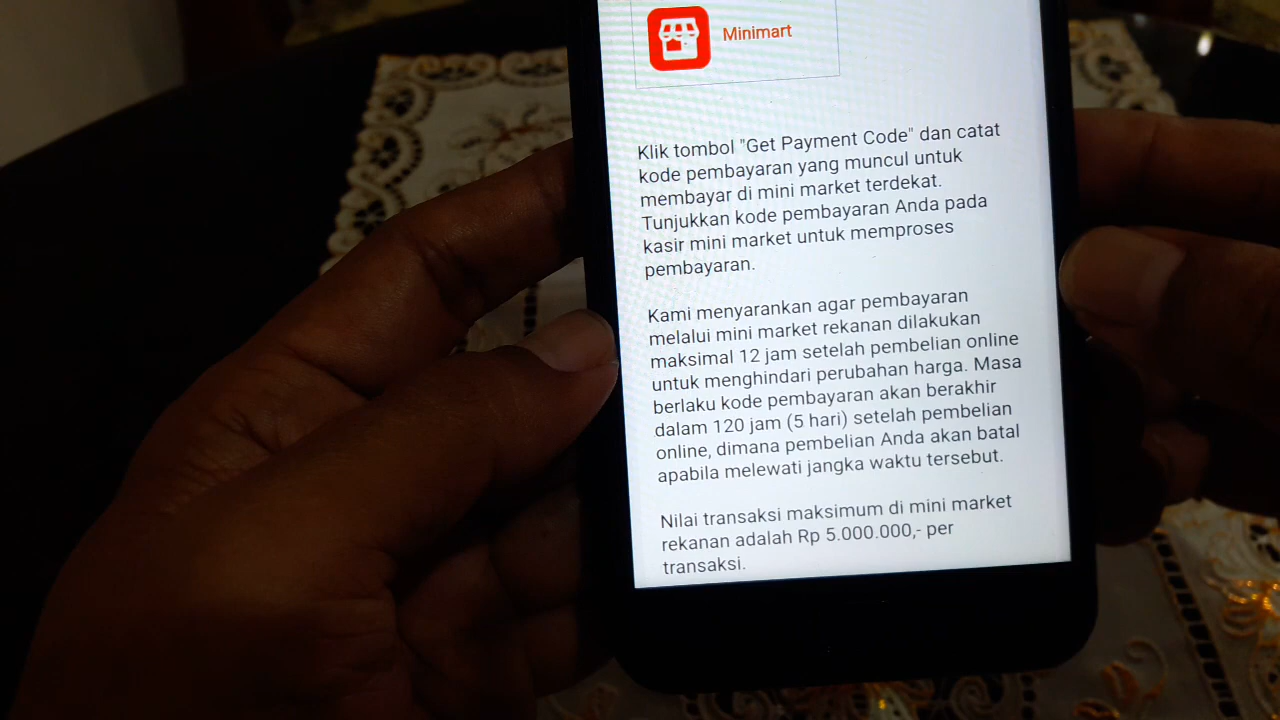 Minimart
Klik tombol "Get Payment Code" dan catat
kode pembayaran yang muncul untuk
membayar di mini market terdekat.
Tunjukkan kode pembayaran Anda pada
kasir mini market untuk memproses
pembayaran.
Kami menyarankan agar pembayaran
melalui mini market rekanan dilakukan
maksimal 12 jam setelah pembelian online
untuk menghindari perubahan harga. Masa
berlaku kode pembayaran akan berakhir
dalam 120 jam (5 hari) setelah pembelian
online, dimana pembelian Anda akan batal
apabila melewati jangka waktu tersebut.
Nilai transaksi maksimum di mini market
rekanan adalah Rp 5.000.000,- per
transaksi.